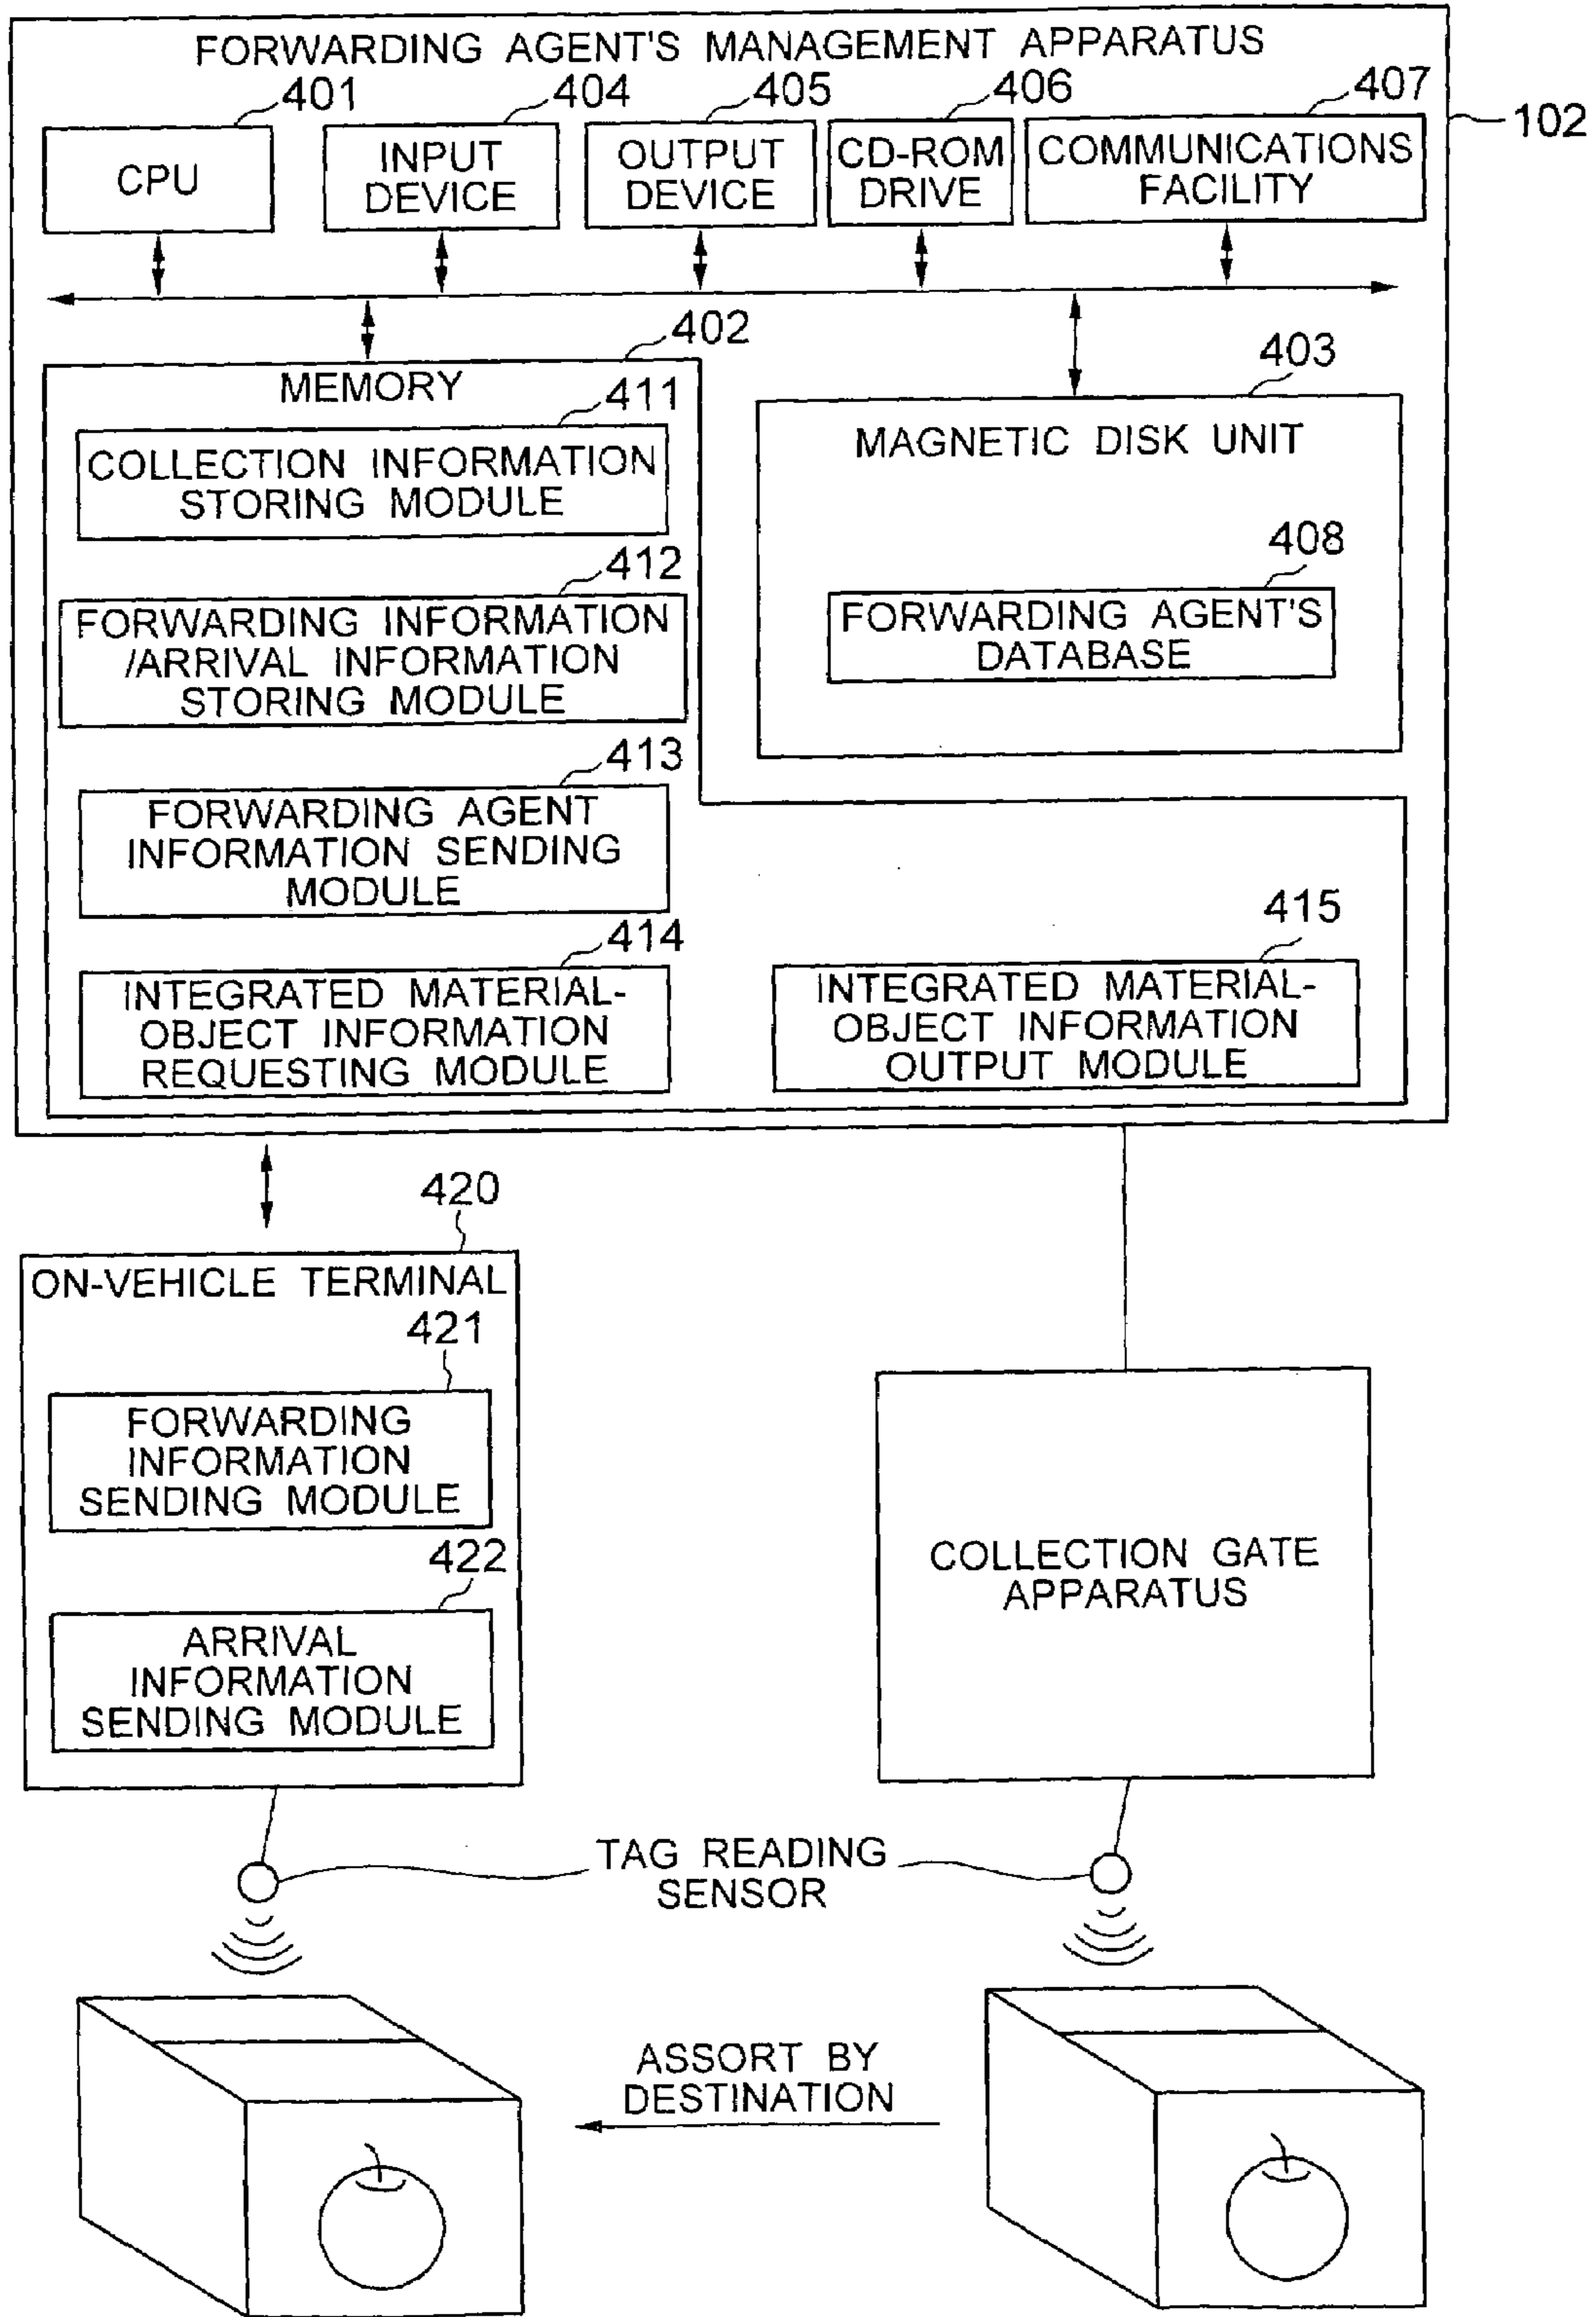 FORWARDING AGENT'S MANAGEMENT APPARATUS
401
404
405
406
407
102
CPU
INPUT
DEVICE
OUTPUT
DEVICE
CD-ROM
DRIVE
COMMUNICATIONS
FACILITY
402
MEMORY
411
COLLECTION INFORMATION
STORING MODULE
412
FORWARDING INFORMATION
/ARRIVAL INFORMATION
STORING MODULE
413
FORWARDING AGENT
INFORMATION SENDING
MODULE
414
INTEGRATED MATERIAL-
OBJECT INFORMATION
REQUESTING MODULE
403
MAGNETIC DISK UNIT
408
FORWARDING AGENT'S
DATABASE
415
INTEGRATED MATERIAL-
OBJECT INFORMATION
OUTPUT MODULE
420
ON-VEHICLE TERMINAL
421
FORWARDING
INFORMATION
SENDING MODULE
422
ARRIVAL
INFORMATION
SENDING MODULE
COLLECTION GATE
APPARATUS
TAG READING
SENSOR
ASSORT BY
DESTINATION